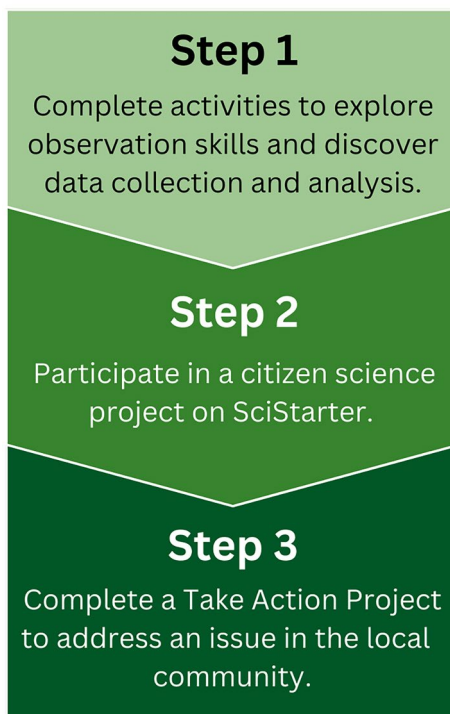 Step 1
Complete activities to explore
observation skills and discover
data collection and analysis.
Step 2
Participate in a citizen science
project on SciStarter.
Step 3
Complete a Take Action Project
to address an issue in the local
community.